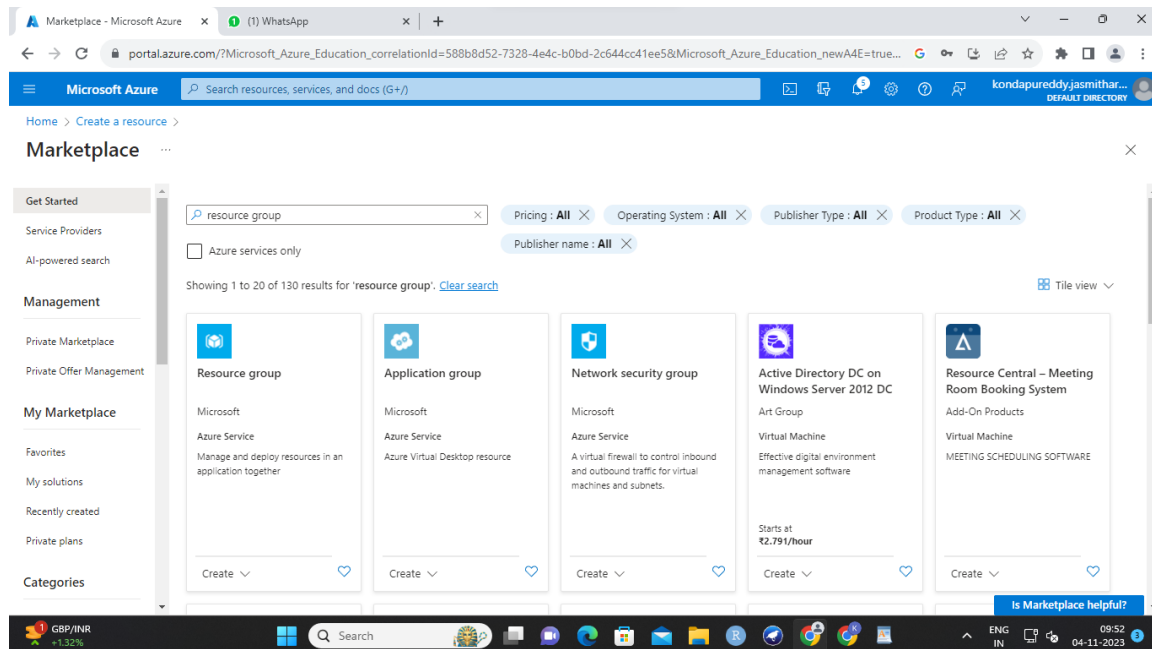 Marketplace - Microsoft Azure
(1) WhatsApp
portal.azure.com/?Microsoft_Azure_Education_correlationId=588b8d52-7328-4e4c-b0bd-2c644cc41ee5&Microsoft_Azure_Education_newA4E=true...
Microsoft Azure
Search resources, services, and docs (G+/)
5
kondapureddy.jasmithar...
DEFAULT DIRECTORY
Home > Create a resource >
Marketplace ...
Get Started
Service Providers
AI-powered search
Management
Private Marketplace
Private Offer Management
My Marketplace
Favorites
My solutions
Recently created
Private plans
Categories
resource group
Pricing : All
Operating System : All
Publisher Type : All
Product Type : All
Azure services only
Publisher name : All
Showing 1 to 20 of 130 results for 'resource group'. Clear search
Tile view
Resource group
Microsoft
Azure Service
Manage and deploy resources in an
application together
Create
Application group
Microsoft
Azure Service
Azure Virtual Desktop resource
Create
Network security group
Microsoft
Azure Service
A virtual firewall to control inbound
and outbound traffic for virtual
machines and subnets.
Create
Active Directory DC on
Windows Server 2012 DC
Art Group
Virtual Machine
Effective digital environment
management software
Starts at
₹2.791/hour
Create
Resource Central – Meeting
Room Booking System
Add-On Products
Virtual Machine
MEETING SCHEDULING SOFTWARE
Create
Is Marketplace helpful?
1
GBP/INR
+1.32%
Search
ENG
IN
09:52
04-11-2023
3